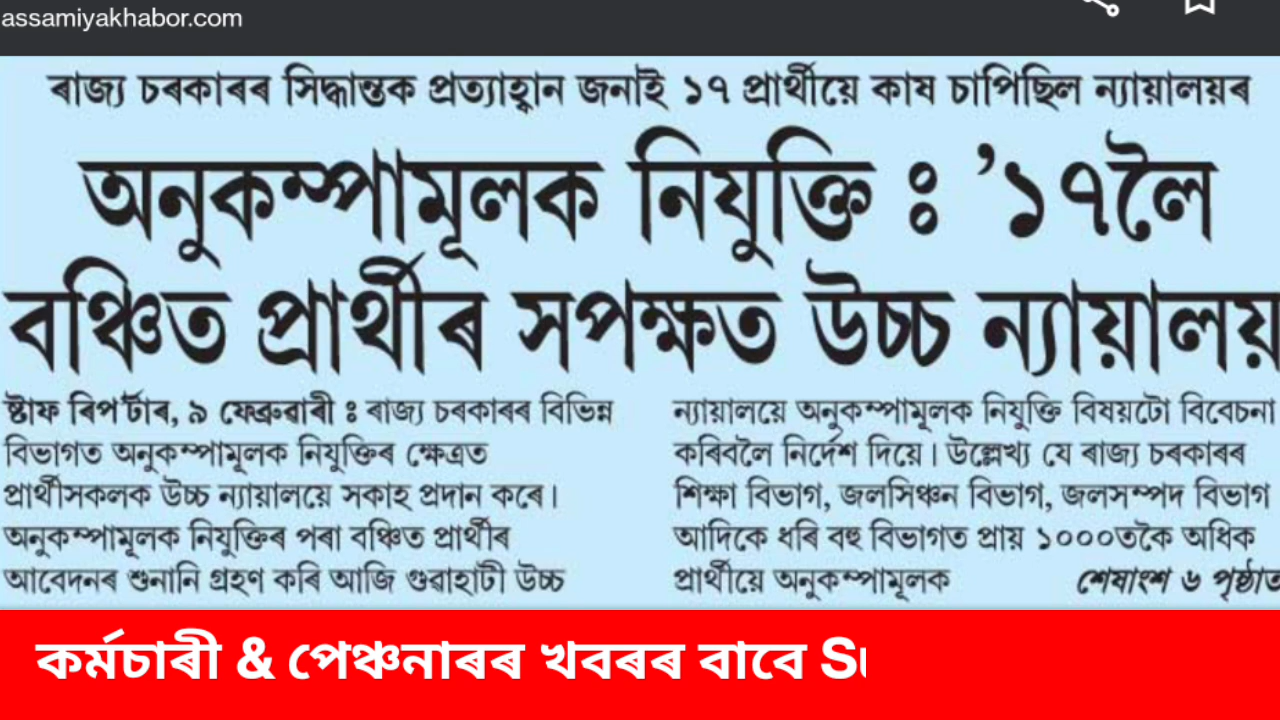 assamiyakhabor.com
ৰাজ্য চৰকাৰৰ সিদ্ধান্তক প্ৰত্যাহ্বান জনাই ১৭ প্ৰাৰ্থীয়ে কাষ চাপিছিল ন্যায়ালয়ৰ
অনুকম্পামূলক নিযুক্তি ঃ ’১৭লৈ
বঞ্চিত প্ৰাৰ্থীৰ সপক্ষত উচ্চ ন্যায়ালয়
ষ্টাফ ৰিপ’ৰ্টাৰ, ৯ ফেব্ৰুৱাৰী ঃ ৰাজ্য চৰকাৰৰ বিভিন্ন
বিভাগত অনুকম্পামূলক নিযুক্তিৰ ক্ষেত্ৰত
প্ৰাৰ্থীসকলক উচ্চ ন্যায়ালয়ে সকাহ প্ৰদান কৰে।
অনুকম্পামূলক নিযুক্তিৰ পৰা বঞ্চিত প্ৰাৰ্থীৰ
আবেদনৰ শুনানি গ্ৰহণ কৰি আজি গুৱাহাটী উচ্চ
ন্যায়ালয়ে অনুকম্পামূলক নিযুক্তি বিষয়টো বিবেচনা
কৰিবলৈ নিৰ্দেশ দিয়ে। উল্লেখ্য যে ৰাজ্য চৰকাৰৰ
শিক্ষা বিভাগ, জলসিঞ্চন বিভাগ, জলসম্পদ বিভাগ
আদিকে ধৰি বহু বিভাগত প্ৰায় ১০০০তকৈ অধিক
প্ৰাৰ্থীয়ে অনুকম্পামূলক শেষাংশ ৬ পৃষ্ঠাত
কৰ্মচাৰী & পেঞ্চনাৰৰ খবৰৰ বাবে